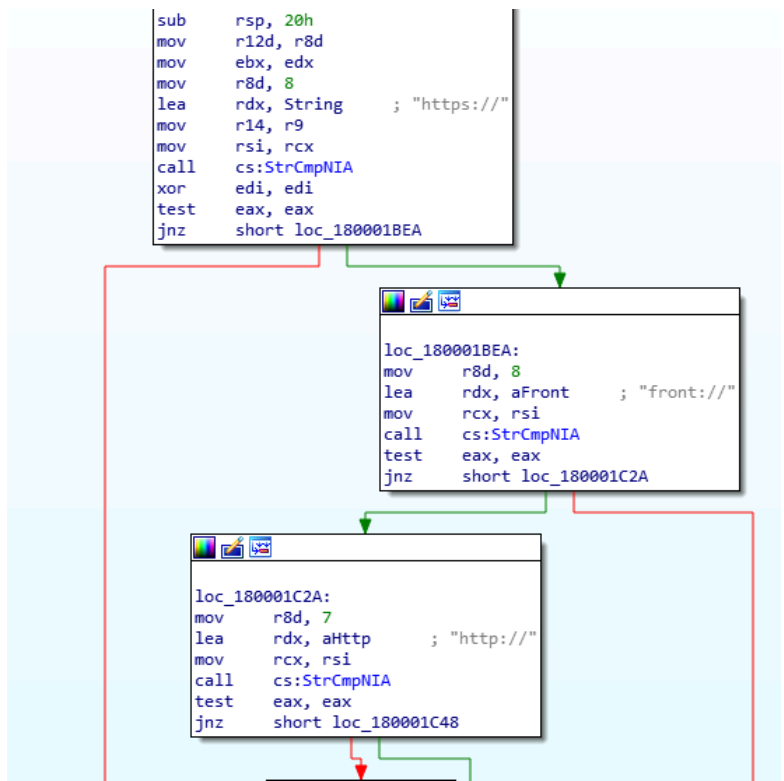 sub rsp, 20h
mov r12d, r8d
mov ebx, edx
mov r8d, 8
lea rdx, String ; "https://"
mov r14, r9
mov rsi, rcx
call cs:StrCmpNIA
xor edi, edi
test eax, eax
jnz short loc_180001BEA
loc_180001BEA:
mov r8d, 8
lea rdx, aFront ; "front://"
mov rcx, rsi
call cs:StrCmpNIA
test eax, eax
jnz short loc_180001C2A
loc_180001C2A:
mov r8d, 7
lea rdx, aHttp ; "http://"
mov rcx, rsi
call cs:StrCmpNIA
test eax, eax
jnz short loc_180001C48